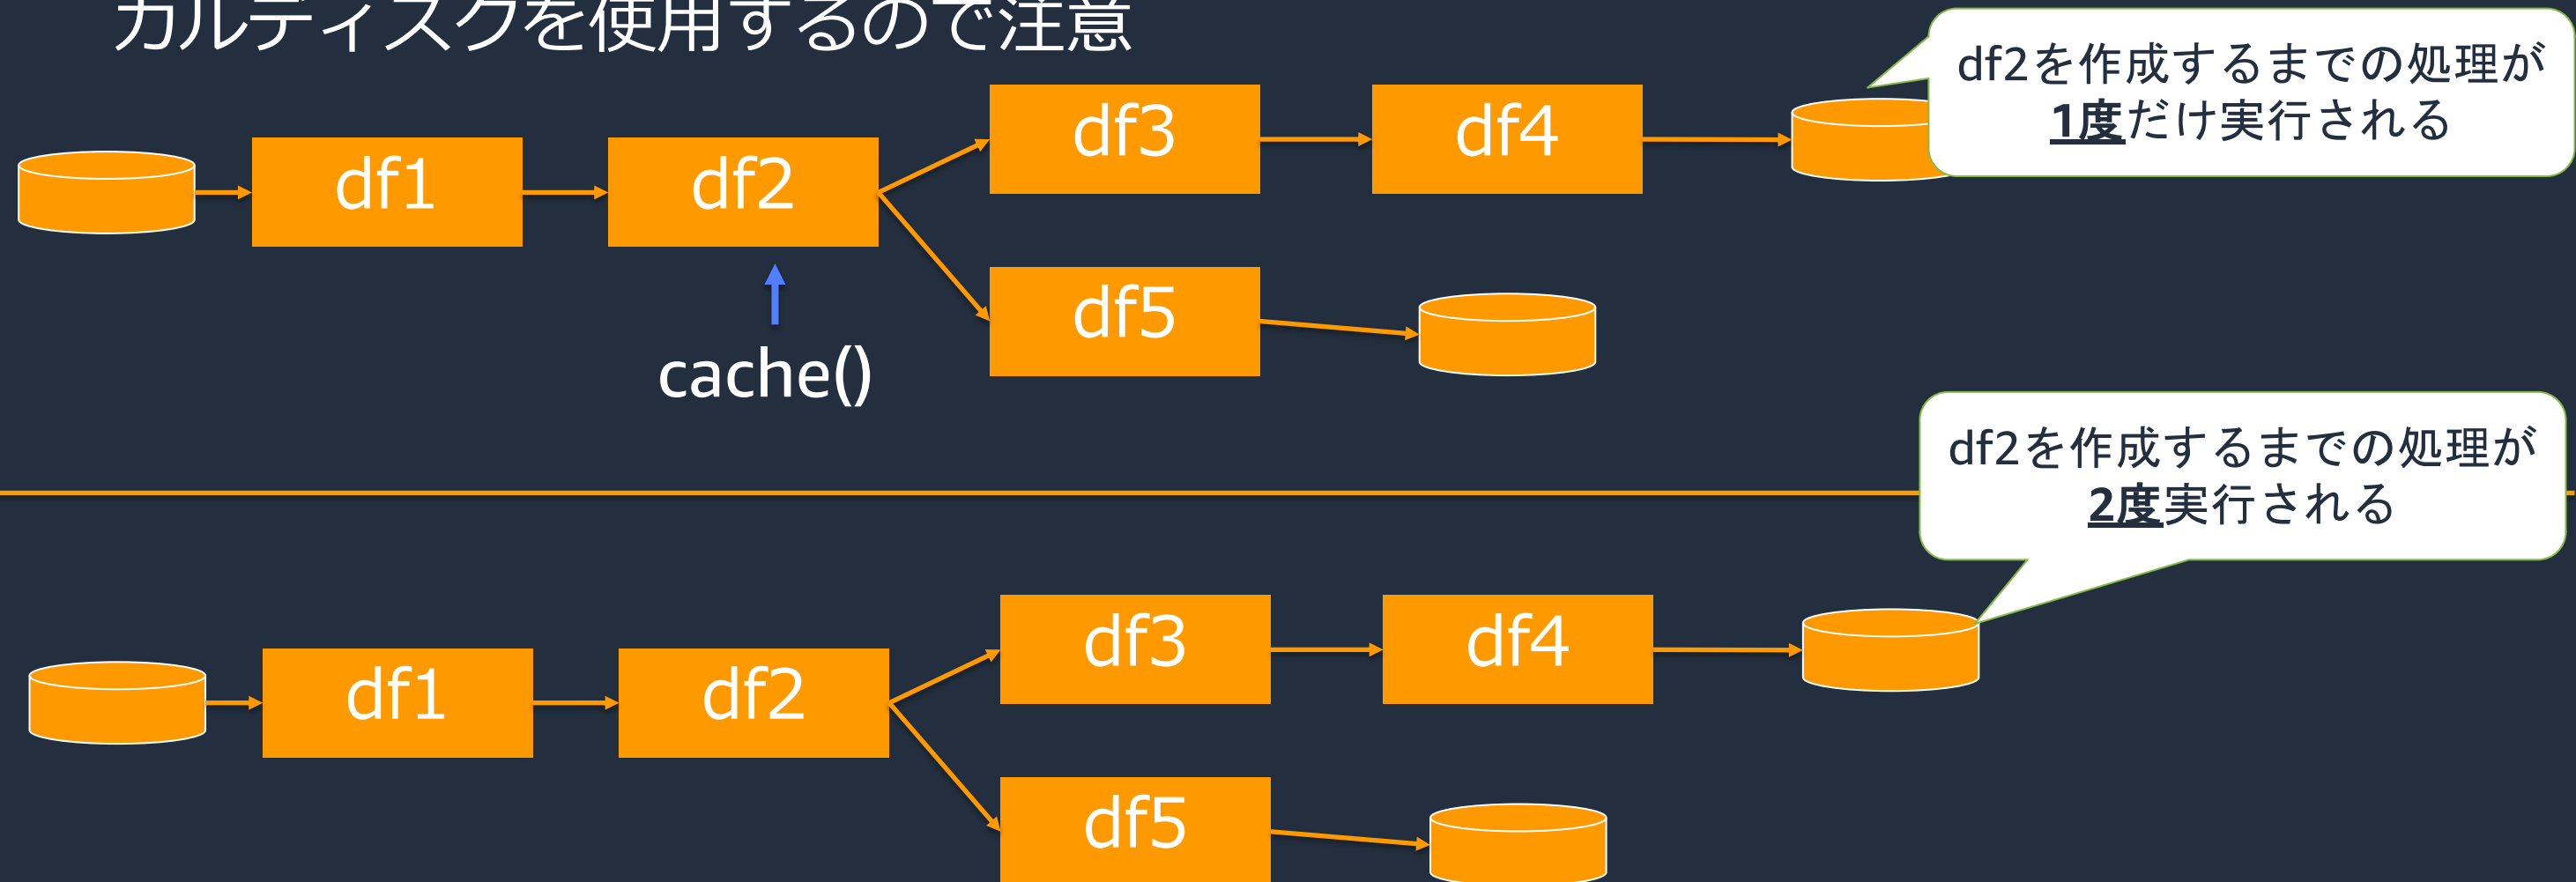 カルディスクを使用するので注意
df2を作成するまでの処理が
1度だけ実行される
df3
df4
df1
df2
df5
cache()
df2を作成するまでの処理が
2度実行される
df3
df4
df1
df2
df5